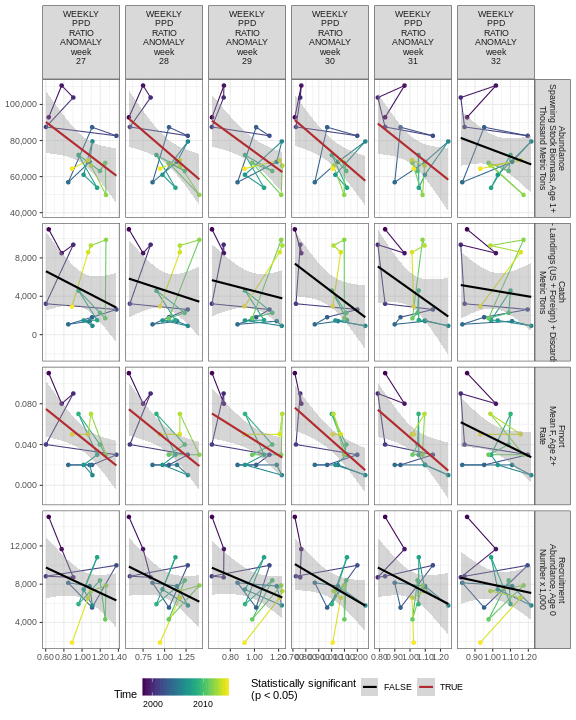 WEEKLY
PPD
RATIO
ANOMALY
week
27
WEEKLY
PPD
RATIO
ANOMALY
week
28
WEEKLY
PPD
RATIO
ANOMALY
week
29
WEEKLY
PPD
RATIO
ANOMALY
week
30
WEEKLY
PPD
RATIO
ANOMALY
week
31
WEEKLY
PPD
RATIO
ANOMALY
week
32
100,000
80,000
60,000
40,000
Abundance
Spawning Stock Biomass, Age 1+
Thousand Metric Tons
8,000
4,000
0
Catch
- Landings (US + Foreign) + Discard
Metric Tons
0.080
0.040
0.000
Fmort
Mean F, Age 2+
Rate
12,000
8,000
4,000
Recruitment
Abundance, Age 0
Number x 1,000
0.60 0.80 1.00 1.20 1.40
0.75 1.00 1.25
0.80 1.00 1.20
0.80 1.00 1.10 1.20
0.90 1.00 1.10 1.20
Time
2000 2010
Statistically significant
(p < 0.05)
FALSE
TRUE